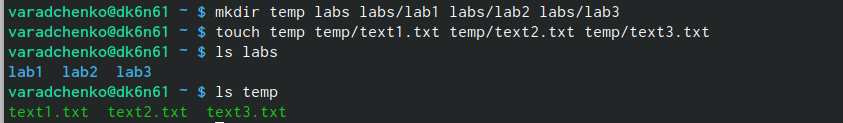 varadchenko@dk6n61 ~ $ mkdir temp labs labs/lab1 labs/lab2 labs/lab3
varadchenko@dk6n61 ~ $ touch temp temp/text1.txt temp/text2.txt temp/text3.txt
varadchenko@dk6n61 ~ $ ls labs
lab1  lab2  lab3
varadchenko@dk6n61 ~ $ ls temp
text1.txt  text2.txt  text3.txt